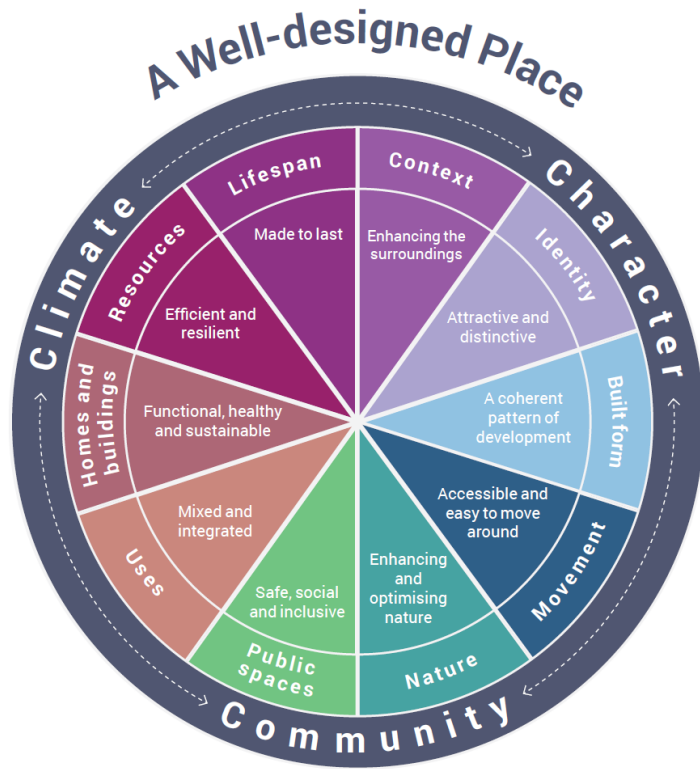 A Well-designed Place
Climate
Character
Community
Context
Enhancing the
surroundings
Identity
Attractive and
distinctive
Built form
A coherent
pattern of
development
Movement
Accessible and
easy to move
around
Nature
Enhancing
and
optimising
nature
Public
spaces
Safe, social
and inclusive
Uses
Mixed and
integrated
Homes and
buildings
Functional, healthy
and sustainable
Resources
Efficient and
resilient
Lifespan
Made to last